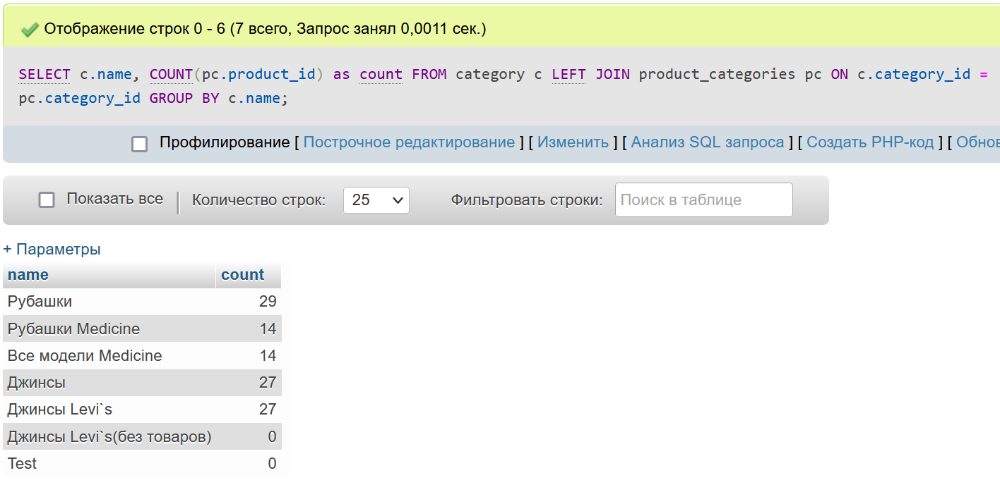 Отображение строк 0 - 6 (7 всего, Запрос занял 0,0011 сек.)
SELECT c.name, COUNT(pc.product_id) as count FROM category c LEFT JOIN product_categories pc ON c.category_id =
pc.category_id GROUP BY c.name;
Профилирование [ Построчное редактирование ] [ Изменить ] [ Анализ SQL запроса ] [ Создать PHP-код ] [ Обнов
Показать все Количество строк: 25 Фильтровать строки: Поиск в таблице
+ Параметры
name count
Рубашки 29
Рубашки Medicine 14
Все модели Medicine 14
Джинсы 27
Джинсы Levi`s 27
Джинсы Levi`s(без товаров) 0
Test 0